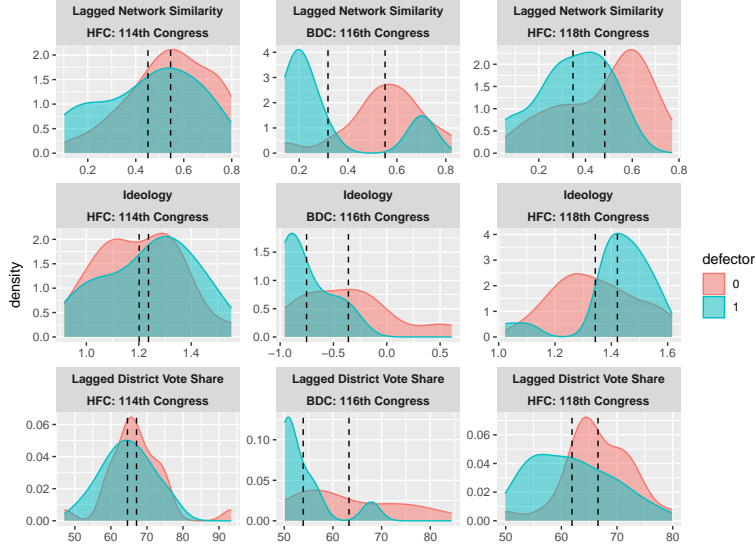 Lagged Network Similarity
HFC: 114th Congress
Lagged Network Similarity
BDC: 116th Congress
Lagged Network Similarity
HFC: 118th Congress
2.0
1.5
1.0
0.5
0.0
0.2 0.4 0.6 0.8
4
3
2
1
0
0.2 0.4 0.6 0.8
2.0
1.5
1.0
0.5
0.0
0.2 0.4 0.6 0.8
Ideology
HFC: 114th Congress
Ideology
BDC: 116th Congress
Ideology
HFC: 118th Congress
density
2.0
1.5
1.0
0.5
0.0
1.0 1.2 1.4
1.5
1.0
0.5
0.0
−1.0 −0.5 0.0 0.5
4
3
2
1
0
1.0 1.2 1.4 1.6
defector
0
1
Lagged District Vote Share
HFC: 114th Congress
Lagged District Vote Share
BDC: 116th Congress
Lagged District Vote Share
HFC: 118th Congress
0.06
0.04
0.02
0.00
50 60 70 80 90
0.10
0.05
0.00
50 60 70 80
0.06
0.04
0.02
0.00
50 60 70 80